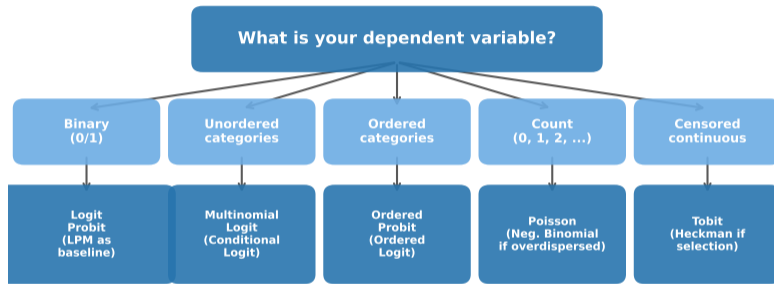 What is your dependent variable?
Binary
(0/1)
Unordered
categories
Ordered
categories
Count
(0, 1, 2, ...)
Censored
continuous
Logit
Probit
(LPM as
baseline)
Multinomial
Logit
(Conditional
Logit)
Ordered
Probit
(Ordered
Logit)
Poisson
(Neg. Binomial
if overdispersed)
Tobit
(Heckman if
selection)